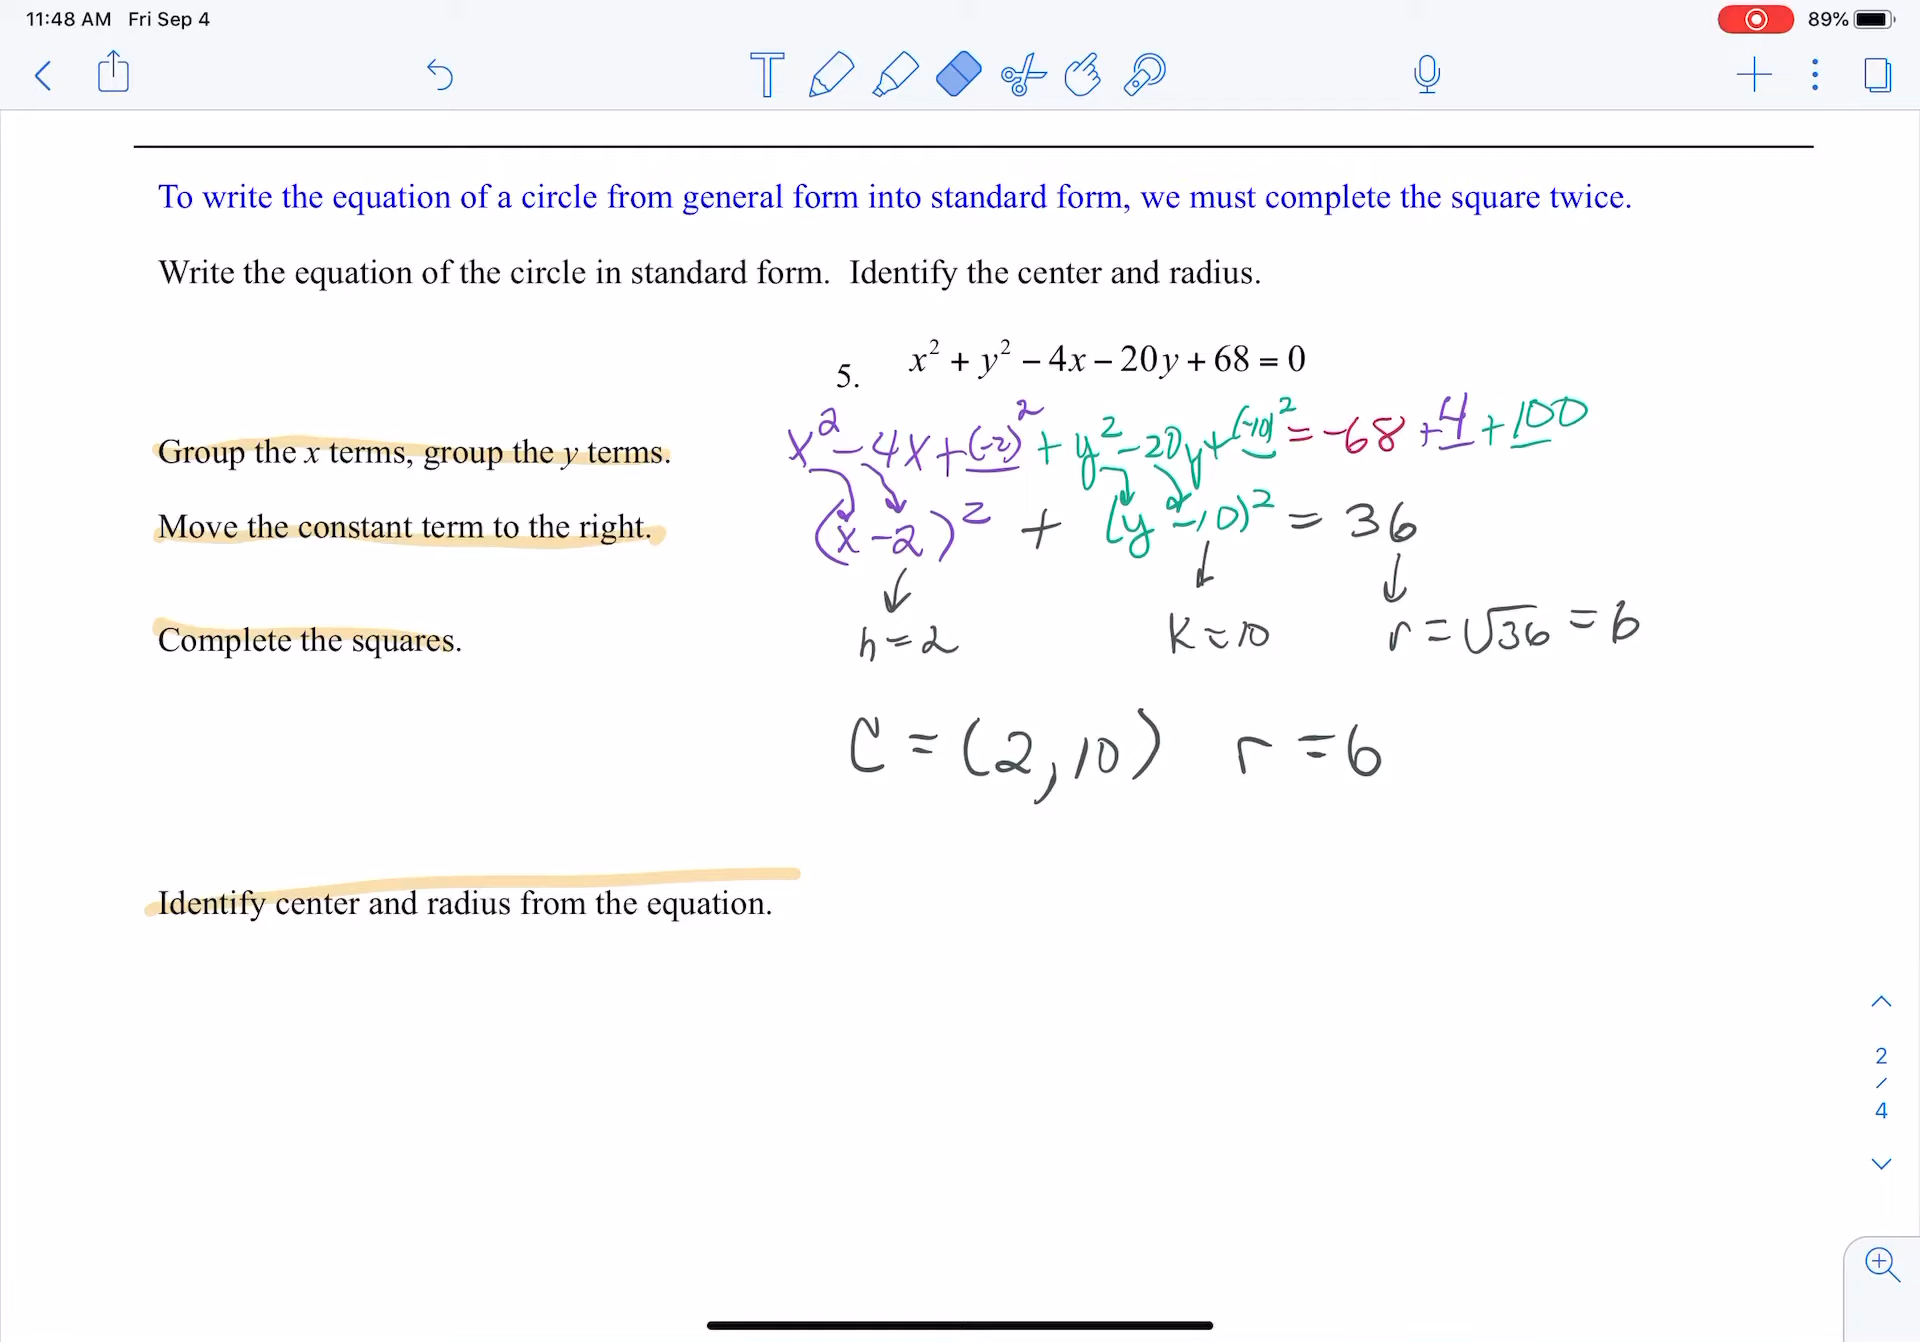 11:48 AM Fri Sep 4 89%
To write the equation of a circle from general form into standard form, we must complete the square twice.
Write the equation of the circle in standard form. Identify the center and radius.
5. x² + y² − 4x − 20y + 68 = 0
Group the x terms, group the y terms.
x² − 4x + (−2)² + y² − 20y + (−10)² = −68 + 4 + 100
Move the constant term to the right.
(x − 2)² + (y − 10)² = 36
Complete the squares.
h = 2 k = 10 r = √36 = 6
C = (2, 10) r = 6
Identify center and radius from the equation.
2
/
4